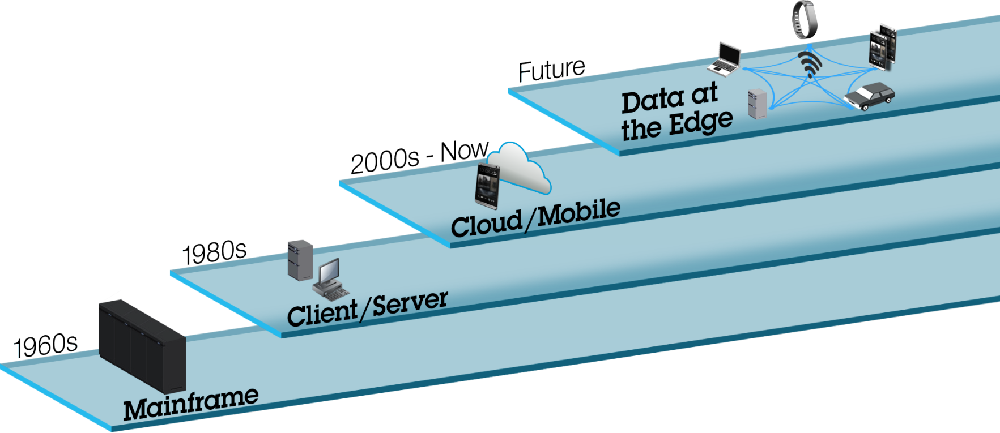 Future
Data at
the Edge
2000s - Now
Cloud/Mobile
1980s
Client/Server
1960s
Mainframe